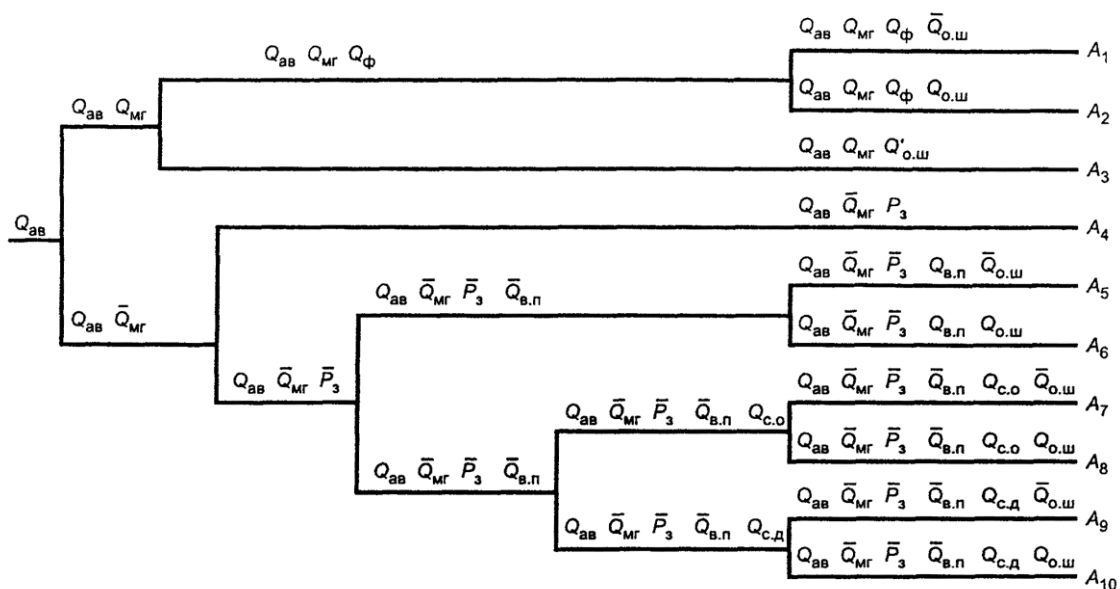 Q_ав Q_мг Q_ф Q̄_о.ш
A_1
Q_ав Q_мг Q_ф
Q_ав Q_мг Q_ф Q_о.ш
A_2
Q_ав Q_мг
Q_ав Q_мг Q'_о.ш
A_3
Q_ав Q̄_мг P_з
A_4
Q_ав
Q_ав Q̄_мг P̄_з Q_в.п Q̄_о.ш
A_5
Q_ав Q̄_мг P̄_з Q̄_в.п
Q_ав Q̄_мг
Q_ав Q̄_мг P̄_з Q_в.п Q_о.ш
A_6
Q_ав Q̄_мг P̄_з
Q_ав Q̄_мг P̄_з Q̄_в.п Q_с.о Q̄_о.ш
A_7
Q_ав Q̄_мг P̄_з Q̄_в.п Q_с.о
Q_ав Q̄_мг P̄_з Q̄_в.п Q_с.о Q_о.ш
A_8
Q_ав Q̄_мг P̄_з Q̄_в.п
Q_ав Q̄_мг P̄_з Q̄_в.п Q_с.д Q̄_о.ш
A_9
Q_ав Q̄_мг P̄_з Q̄_в.п Q_с.д
Q_ав Q̄_мг P̄_з Q̄_в.п Q_с.д Q_о.ш
A_10